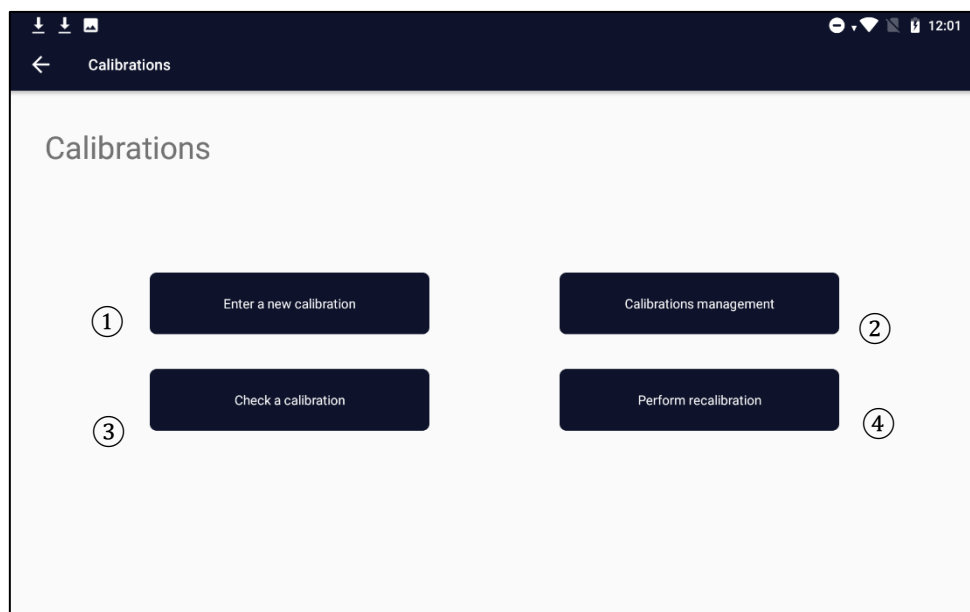 12:01
Calibrations
Calibrations
① Enter a new calibration
Calibrations management ②
③ Check a calibration
Perform recalibration ④